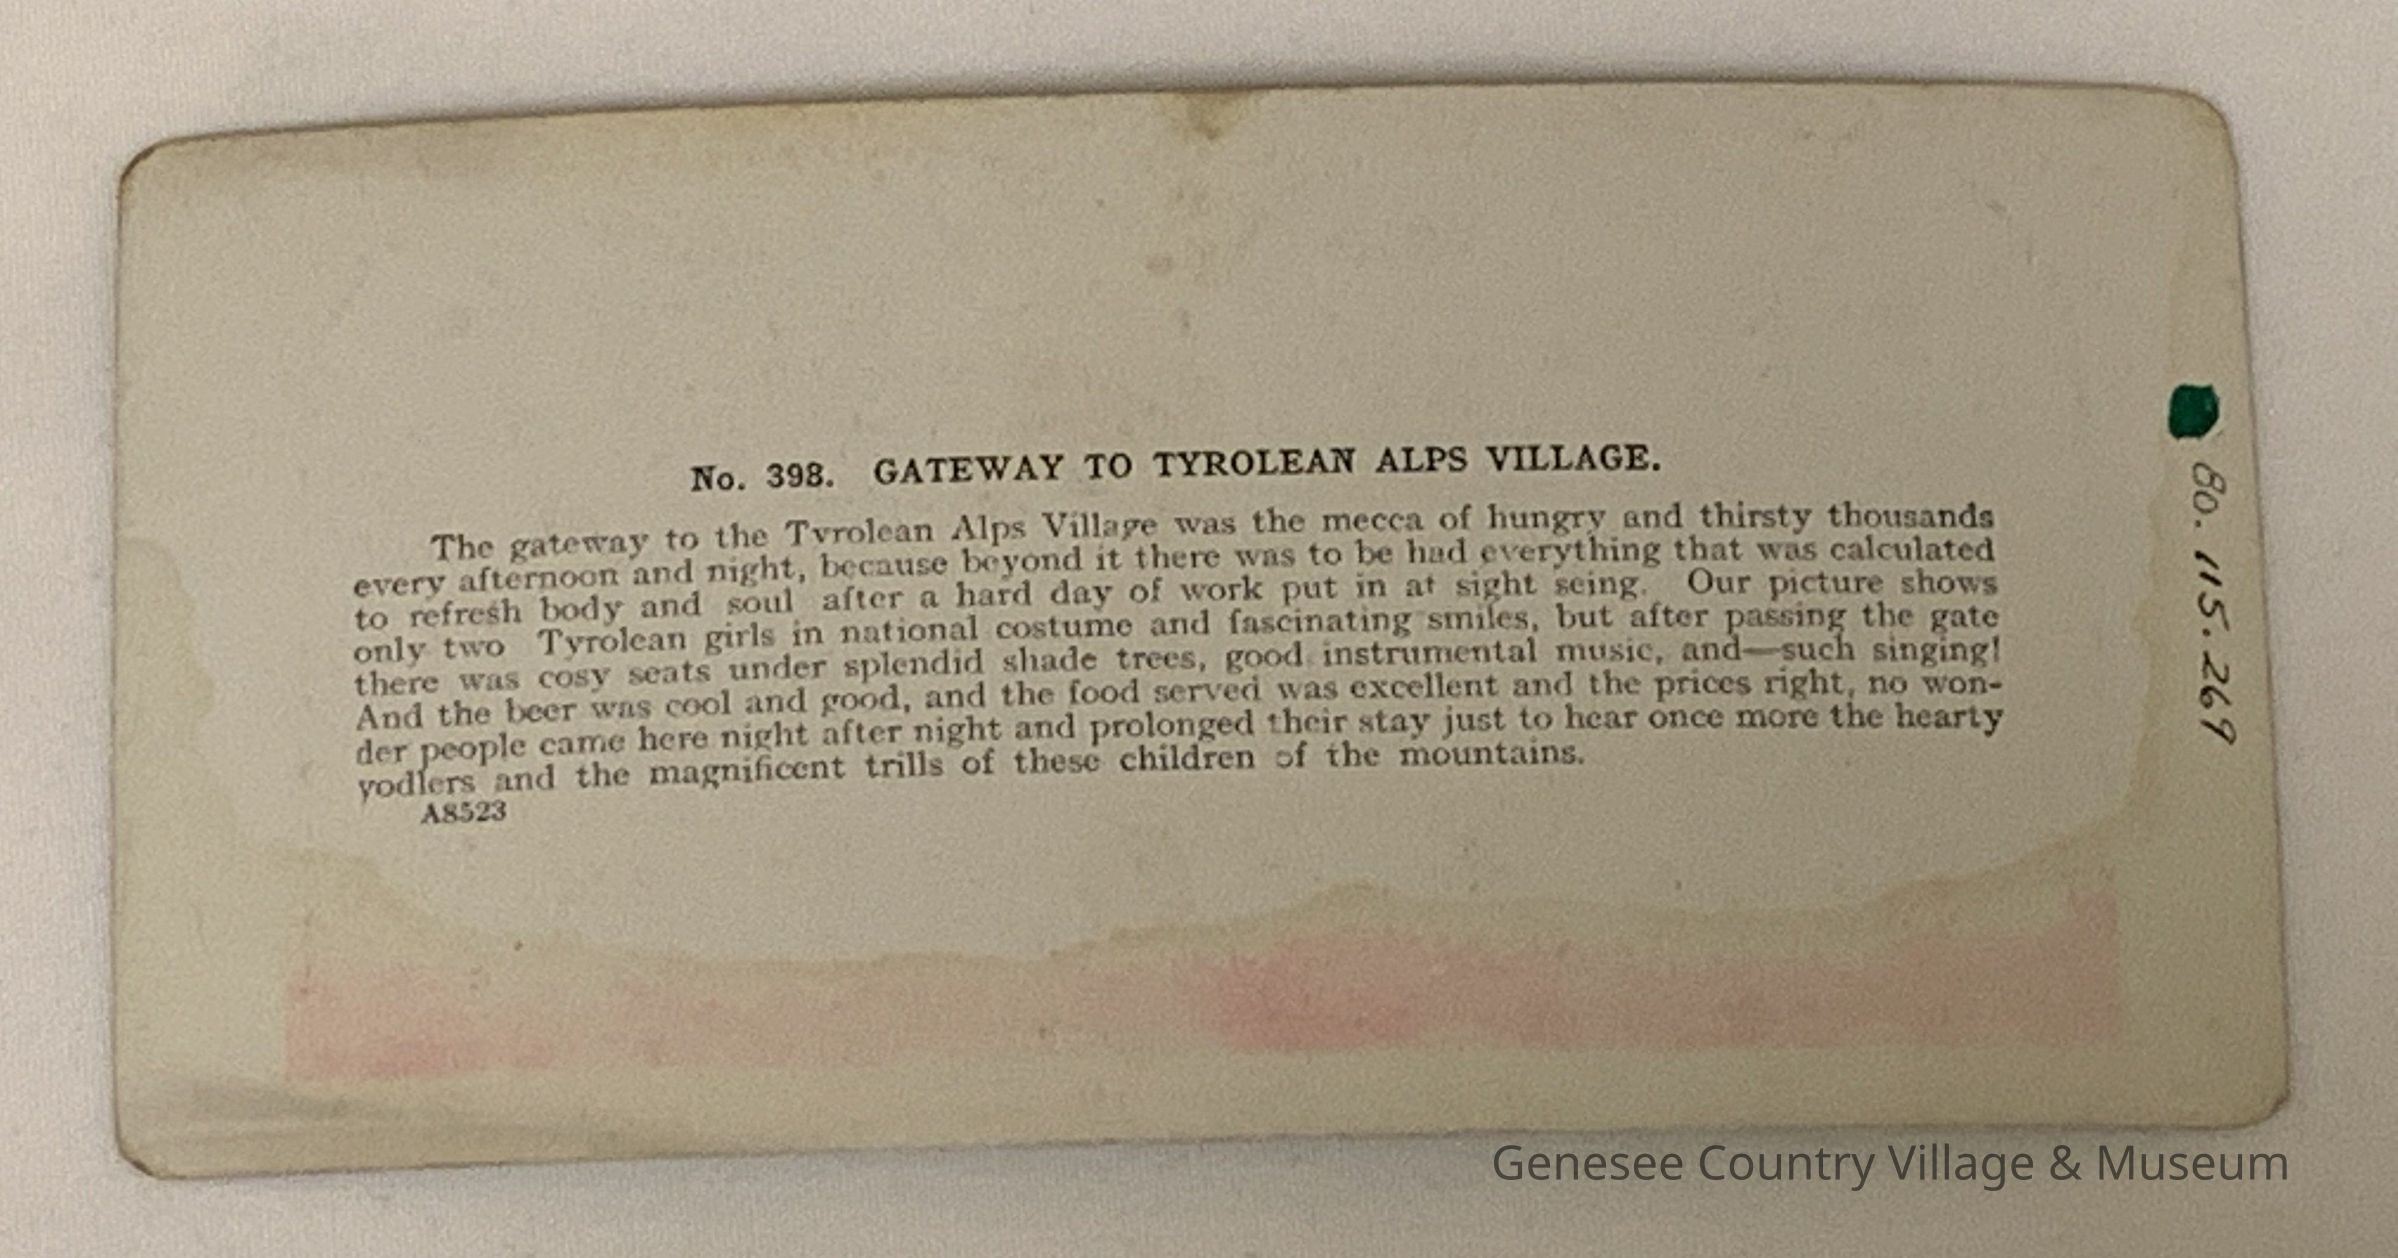 No. 398. GATEWAY TO TYROLEAN ALPS VILLAGE.
The gateway to the Tyrolean Alps Village was the mecca of hungry and thirsty thousands
every afternoon and night, because beyond it there was to be had everything that was calculated
to refresh body and soul after a hard day of work put in at sight seing. Our picture shows
only two Tyrolean girls in national costume and fascinating smiles, but after passing the gate
there was cosy seats under splendid shade trees, good instrumental music, and—such singing!
And the beer was cool and good, and the food served was excellent and the prices right, no won-
der people came here night after night and prolonged their stay just to hear once more the hearty
yodlers and the magnificent trills of these children of the mountains.
A8523
80.115.269
Genesee Country Village & Museum